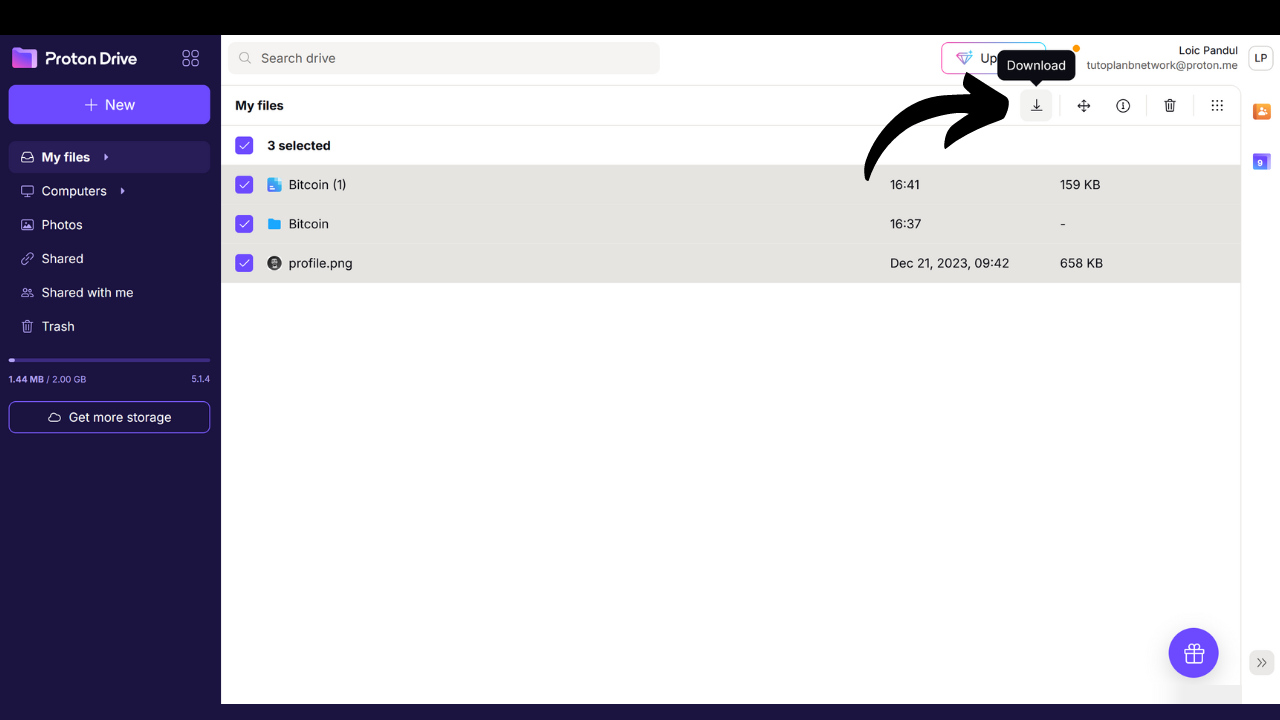 Proton Drive
Search drive
Up
Download
Loic Pandul
tutoplanbnetwork@proton.me
LP
New
My files
My files
3 selected
Computers
Bitcoin (1) 16:41 159 KB
Photos
Bitcoin 16:37 -
Shared
profile.png Dec 21, 2023, 09:42 658 KB
Shared with me
Trash
1.44 MB / 2.00 GB 5.1.4
Get more storage
9